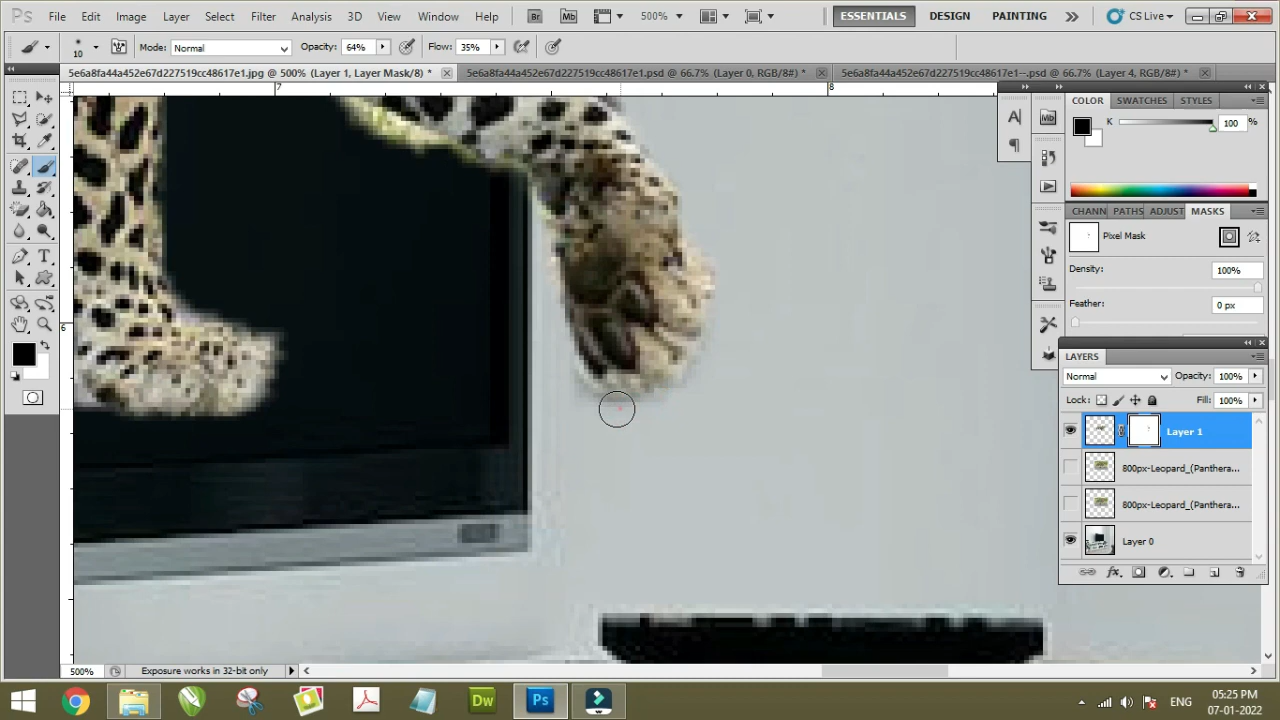 Ps File Edit Image Layer Select Filter Analysis 3D View Window Help Br Mb 500% ESSENTIALS DESIGN PAINTING CS Live
10 Mode: Normal Opacity: 64% Flow: 35%
5e6a8fa44a452e67d227519cc48617e1.jpg @ 500% (Layer 1, Layer Mask/8) * 5e6a8fa44a452e67d227519cc48617e1.psd @ 66.7% (Layer 0, RGB/8#) * 5e6a8fa44a452e67d227519cc48617e1--.psd @ 66.7% (Layer 4, RGB/8#) *
7 8
COLOR SWATCHES STYLES
K 100 %
CHANN PATHS ADJUST MASKS
Pixel Mask
Density: 100%
Feather: 0 px
6
LAYERS
Normal Opacity: 100%
Lock: Fill: 100%
Layer 1
800px-Leopard_(Panthera...
800px-Leopard_(Panthera...
Layer 0
500% Exposure works in 32-bit only
Dw Ps ENG 05:25 PM
07-01-2022